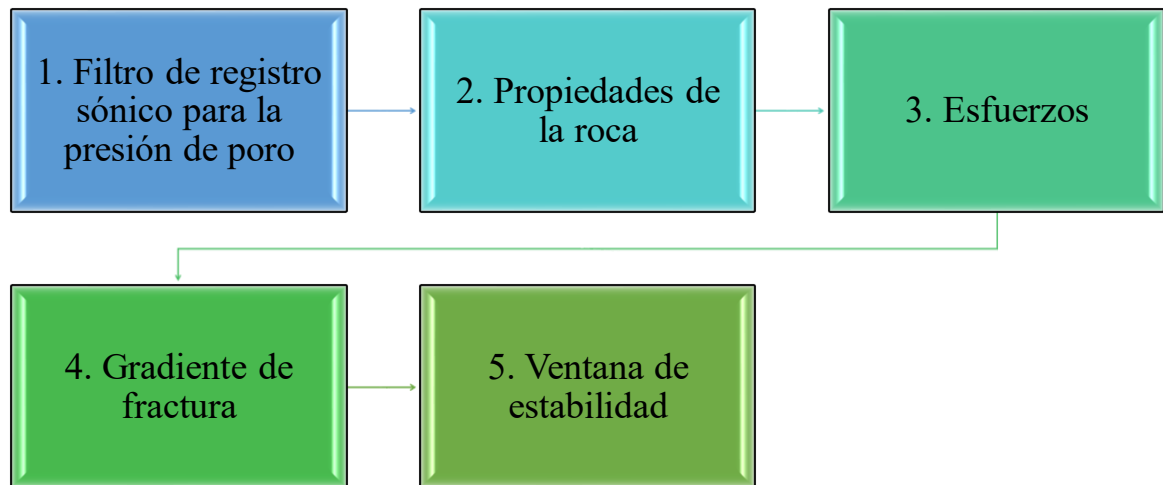 1. Filtro de registro
sónico para la
presión de poro
2. Propiedades de
la roca
3. Esfuerzos
4. Gradiente de
fractura
5. Ventana de
estabilidad